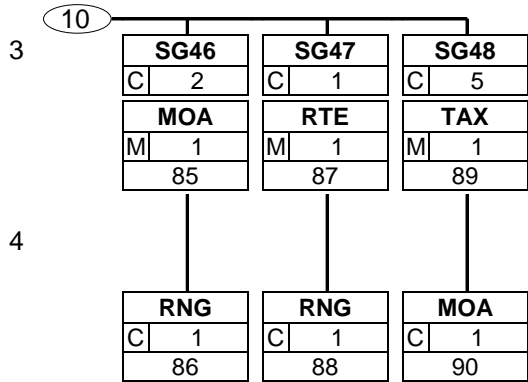 10
3
SG46 SG47 SG48
C 2 C 1 C 5
MOA RTE TAX
M 1 M 1 M 1
85 87 89
4
RNG RNG MOA
C 1 C 1 C 1
86 88 90